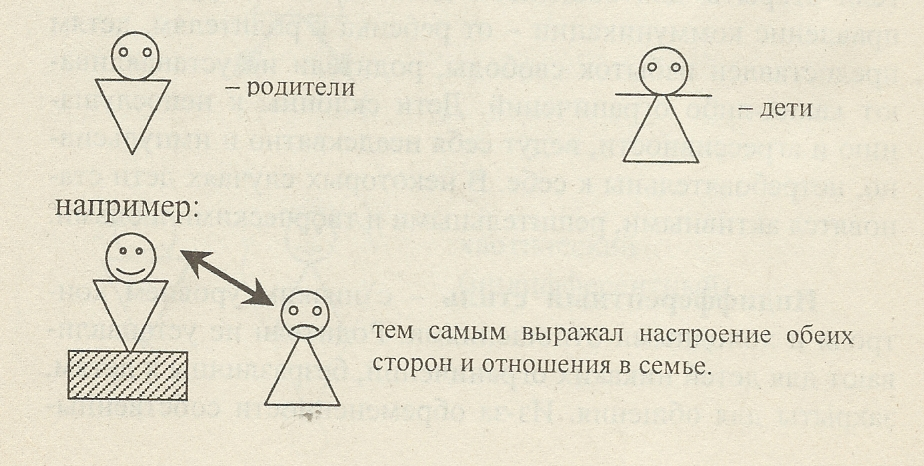 – родители
– дети
например:
тем самым выражал настроение обеих
сторон и отношения в семье.